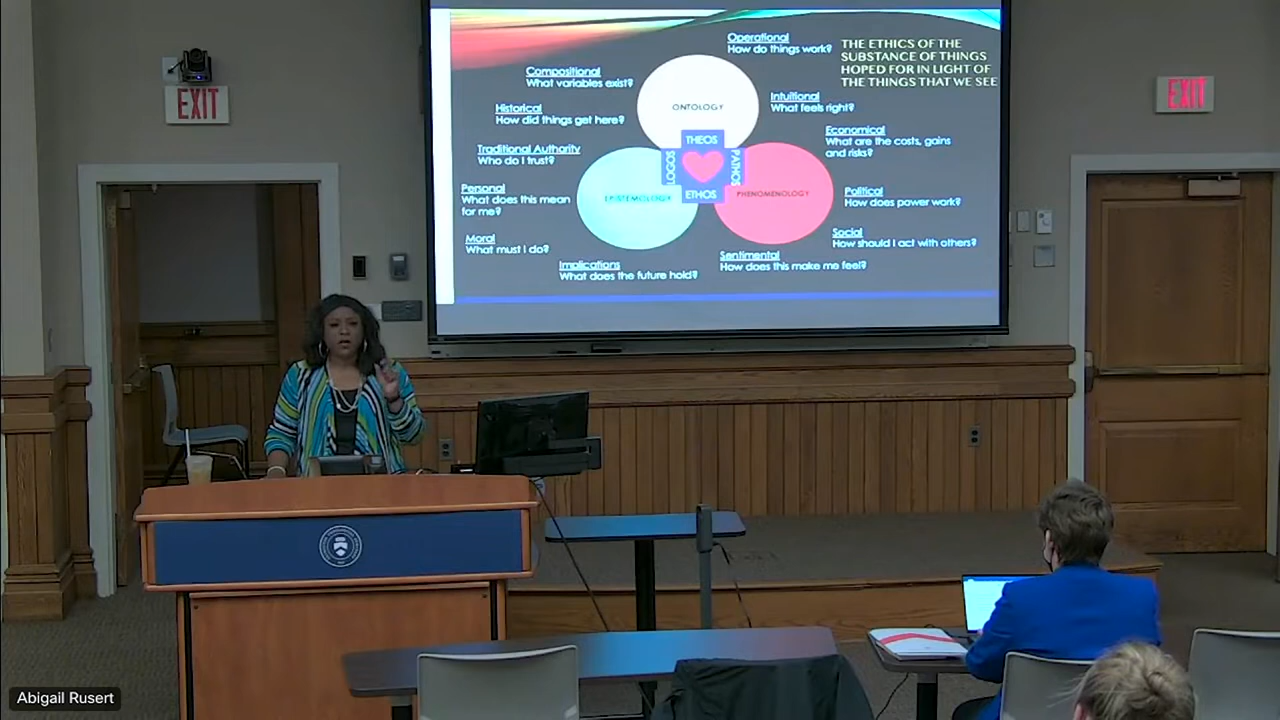 Operational
How do things work?
THE ETHICS OF THE
SUBSTANCE OF THINGS
HOPED FOR IN LIGHT OF
THE THINGS THAT WE SEE
Compositional
What variables exist?
Historical
How did things get here?
Traditional Authority
Who do I trust?
Personal
What does this mean
for me?
Moral
What must I do?
Implications
What does the future hold?
ONTOLOGY
THEOS
LOGOS
PATHOS
ETHOS
EPISTEMOLOGY
PHENOMENOLOGY
Intuitional
What feels right?
Economical
What are the costs, gains
and risks?
Political
How does power work?
Social
How should I act with others?
Sentimental
How does this make me feel?
EXIT
EXIT
Abigail Rusert